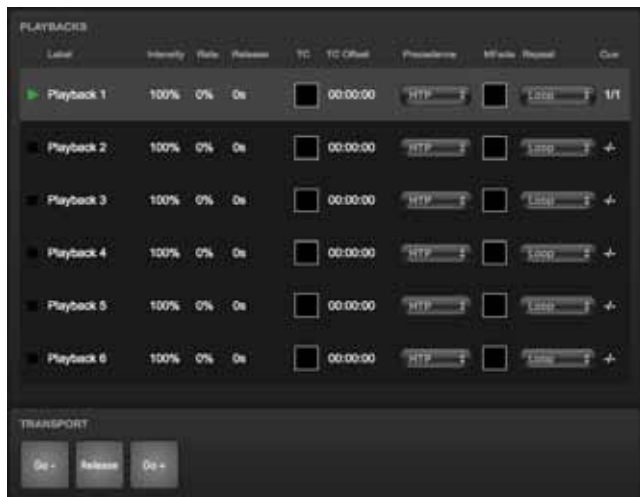 PLAYBACKS
Label Intensity Rate Release TC TC Offset Precedence MFade Repeat Cue
Playback 1 100% 0% 0s 00:00:00 HTP Loop 1/1
Playback 2 100% 0% 0s 00:00:00 HTP Loop -/-
Playback 3 100% 0% 0s 00:00:00 HTP Loop -/-
Playback 4 100% 0% 0s 00:00:00 HTP Loop -/-
Playback 5 100% 0% 0s 00:00:00 HTP Loop -/-
Playback 6 100% 0% 0s 00:00:00 HTP Loop -/-
TRANSPORT
Go - Release Go +